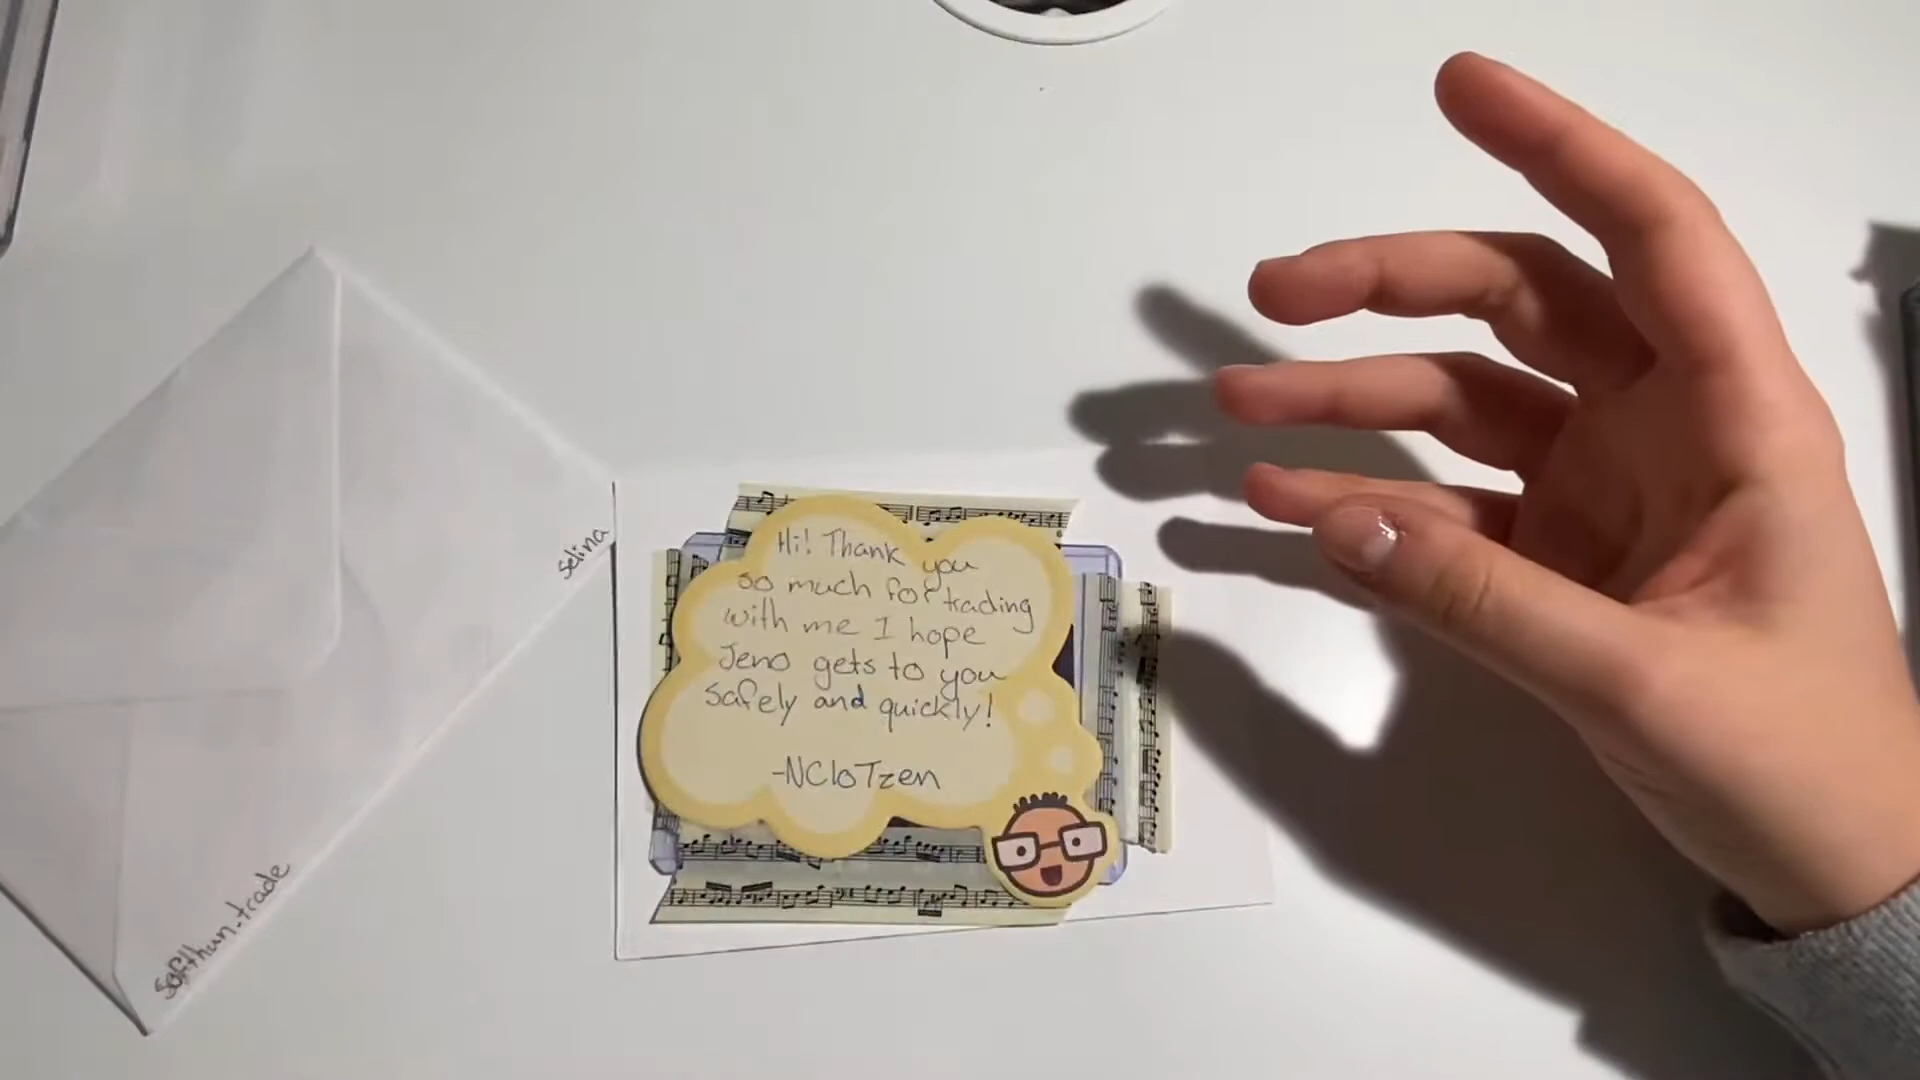 selina
softhun.trade
Hi! Thank you
so much for trading
with me I hope
Jeno gets to you
safely and quickly!
-NCloTzen